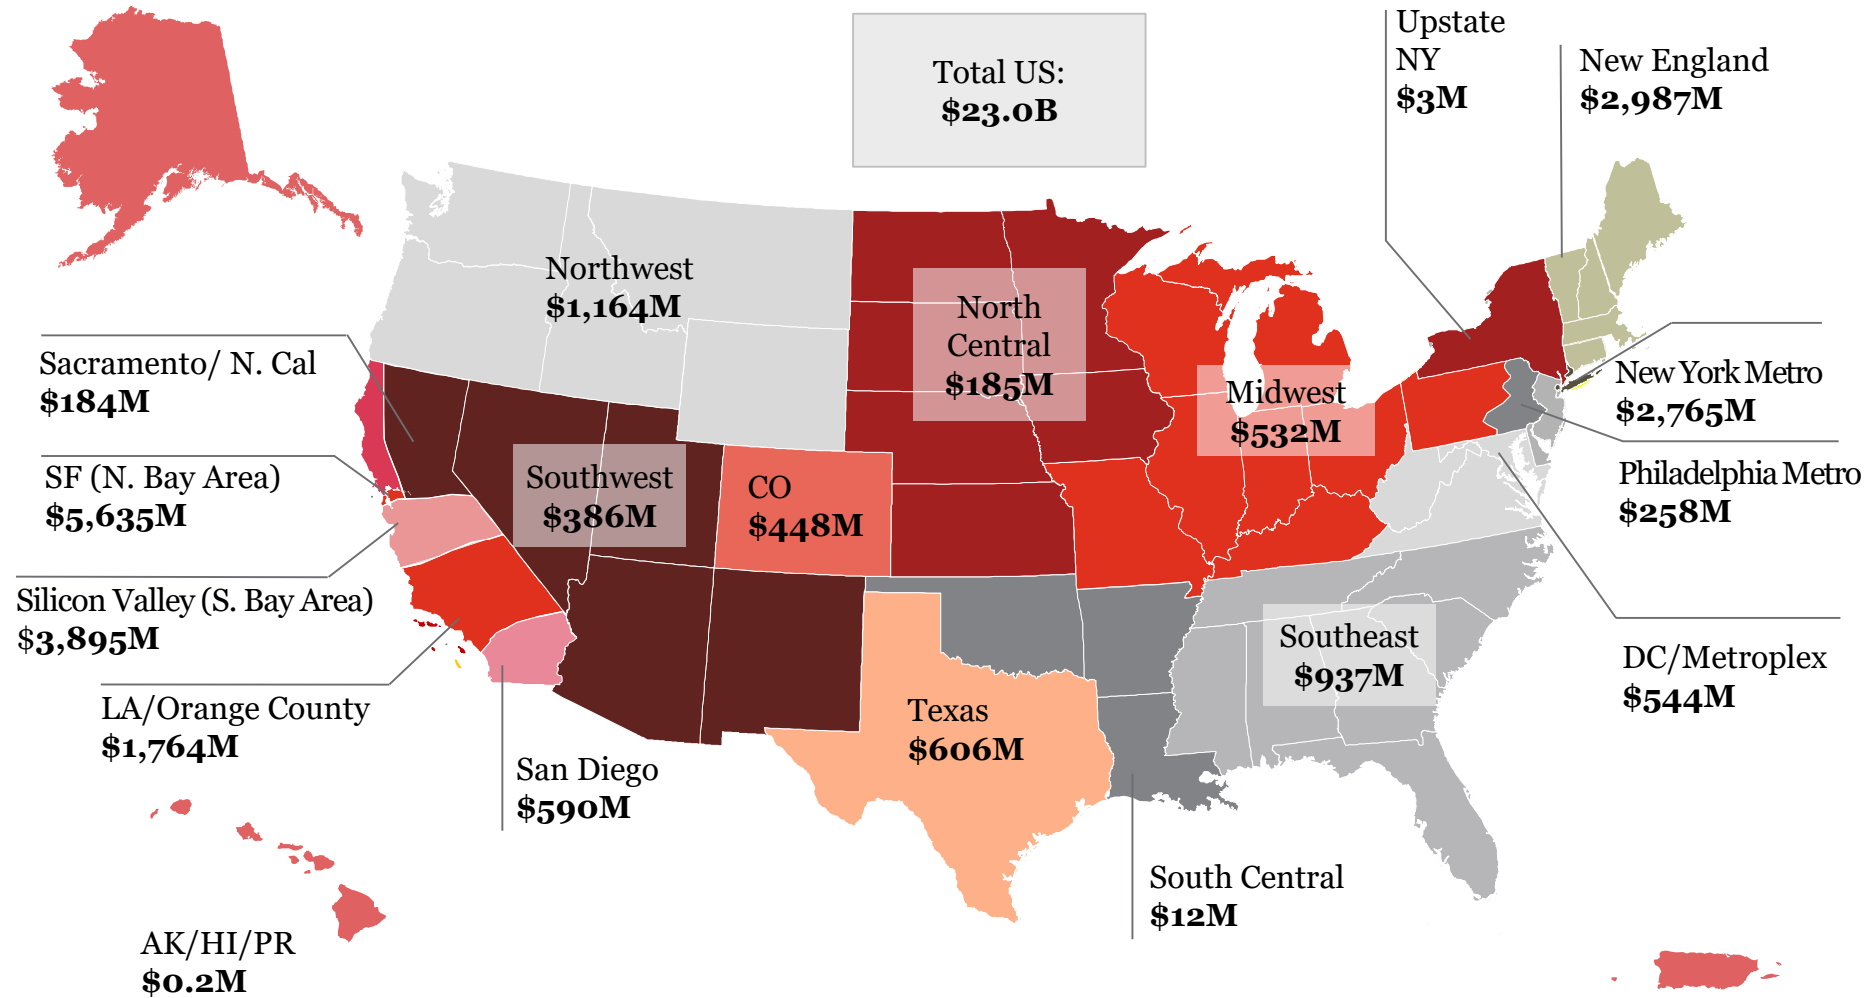 Total US:
$23.0B
Upstate
NY
$3M
New England
$2,987M
Northwest
$1,164M
North
Central
$185M
Sacramento/ N. Cal
$184M
Midwest
$532M
New York Metro
$2,765M
SF (N. Bay Area)
$5,635M
Southwest
$386M
CO
$448M
Philadelphia Metro
$258M
Silicon Valley (S. Bay Area)
$3,895M
Southeast
$937M
DC/Metroplex
$544M
LA/Orange County
$1,764M
Texas
$606M
San Diego
$590M
South Central
$12M
AK/HI/PR
$0.2M